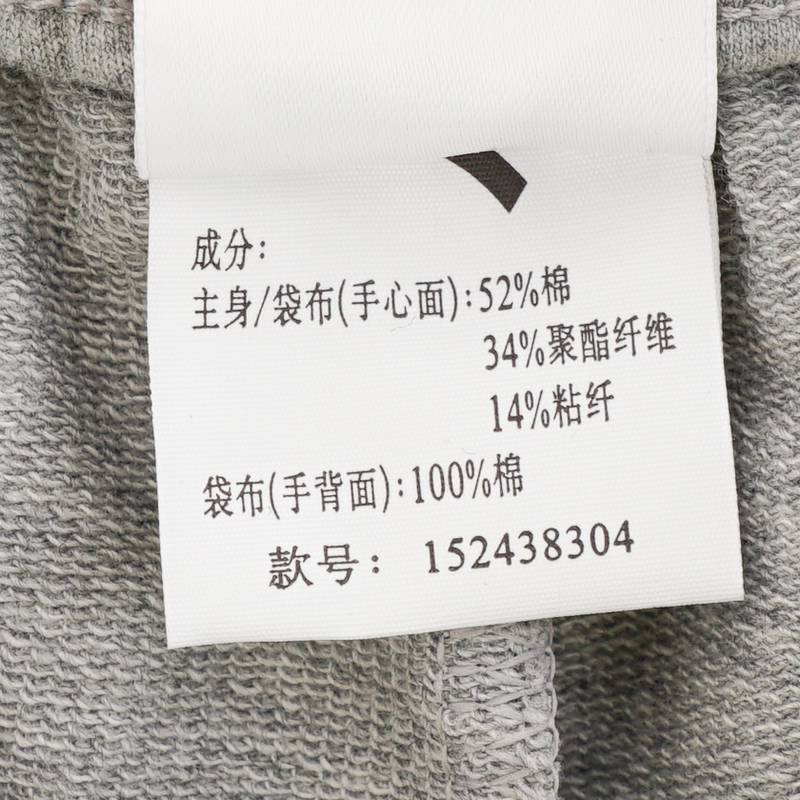 成分:
主身/袋布(手心面):52%棉
34%聚酯纤维
14%粘纤
袋布(手背面):100%棉
款号: 152438304